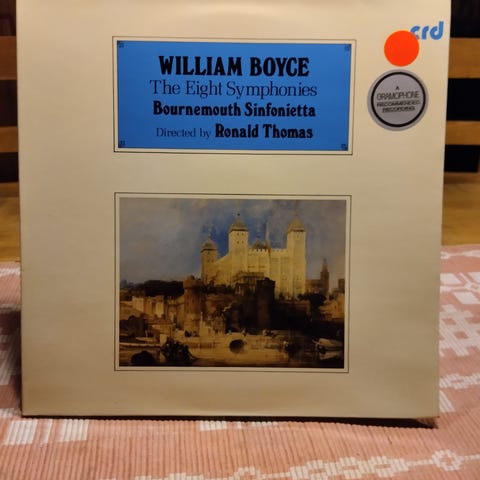 crd
WILLIAM BOYCE
The Eight Symphonies
Bournemouth Sinfonietta
Directed by Ronald Thomas
A
GRAMOPHONE
RECOMMENDED
RECORDING